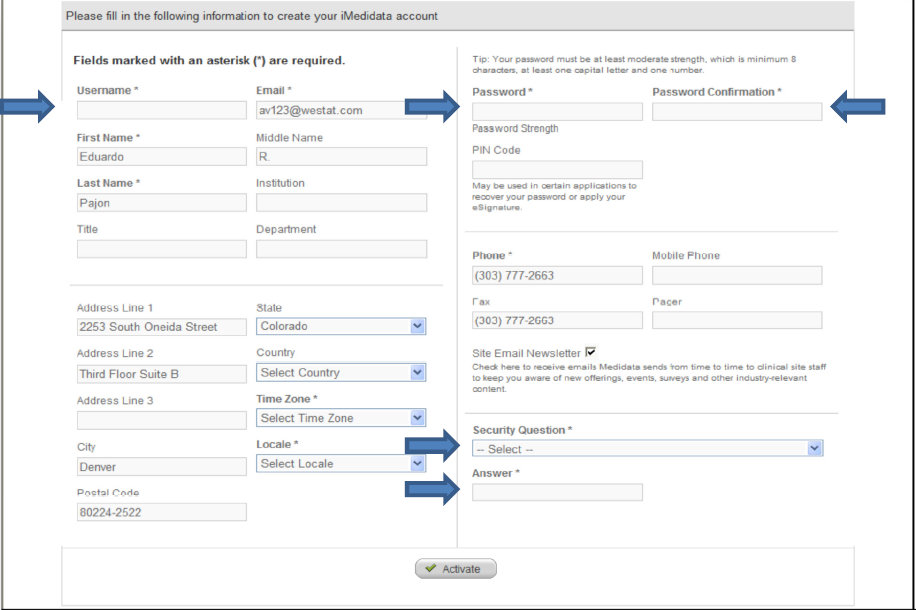 Please fill in the following information to create your iMedidata account
Fields marked with an asterisk (*) are required.
Username * Email *
av123@westat.com
First Name * Middle Name
Eduardo R.
Last Name * Institution
Pajon
Title Department
Address Line 1 State
2253 South Oneida Street Colorado
Address Line 2 Country
Third Floor Suite B Select Country
Address Line 3 Time Zone *
Select Time Zone
City Locale *
Denver Select Locale
Postal Code
80224-2522
Tip: Your password must be at least moderate strength, which is minimum 8
characters, at least one capital letter and one number.
Password * Password Confirmation *
Password Strength
PIN Code
May be used in certain applications to
recover your password or apply your
eSignature.
Phone * Mobile Phone
(303) 777-2663
Fax Pager
(303) 777-2663
Site Email Newsletter
Check here to receive emails Medidata sends from time to time to clinical site staff
to keep you aware of new offerings, events, surveys and other industry-relevant
content.
Security Question *
-- Select --
Answer *
Activate